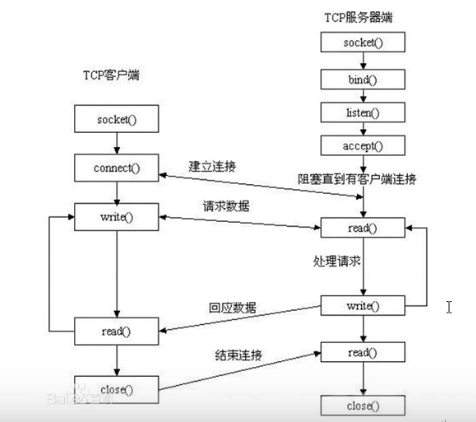 TCP服务器端
socket()
bind()
TCP客户端
listen()
socket()
accept()
建立连接
connect()
阻塞直到有客户端连接
请求数据
write()
read()
处理请求
回应数据
write()
read()
结束连接
read()
close()
close()